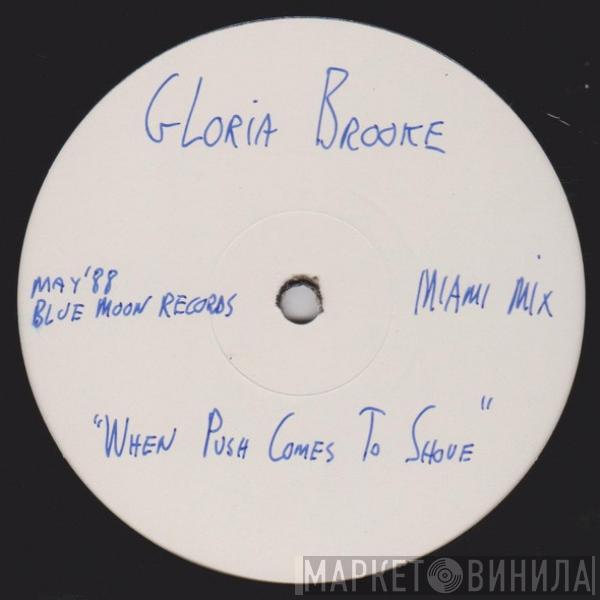 GLORIA BROOKE
MAY'88
BLUE MOON RECORDS
MIAMI MIX
"WHEN PUSH COMES TO SHOVE"
МАРКЕТ ВИНИЛА